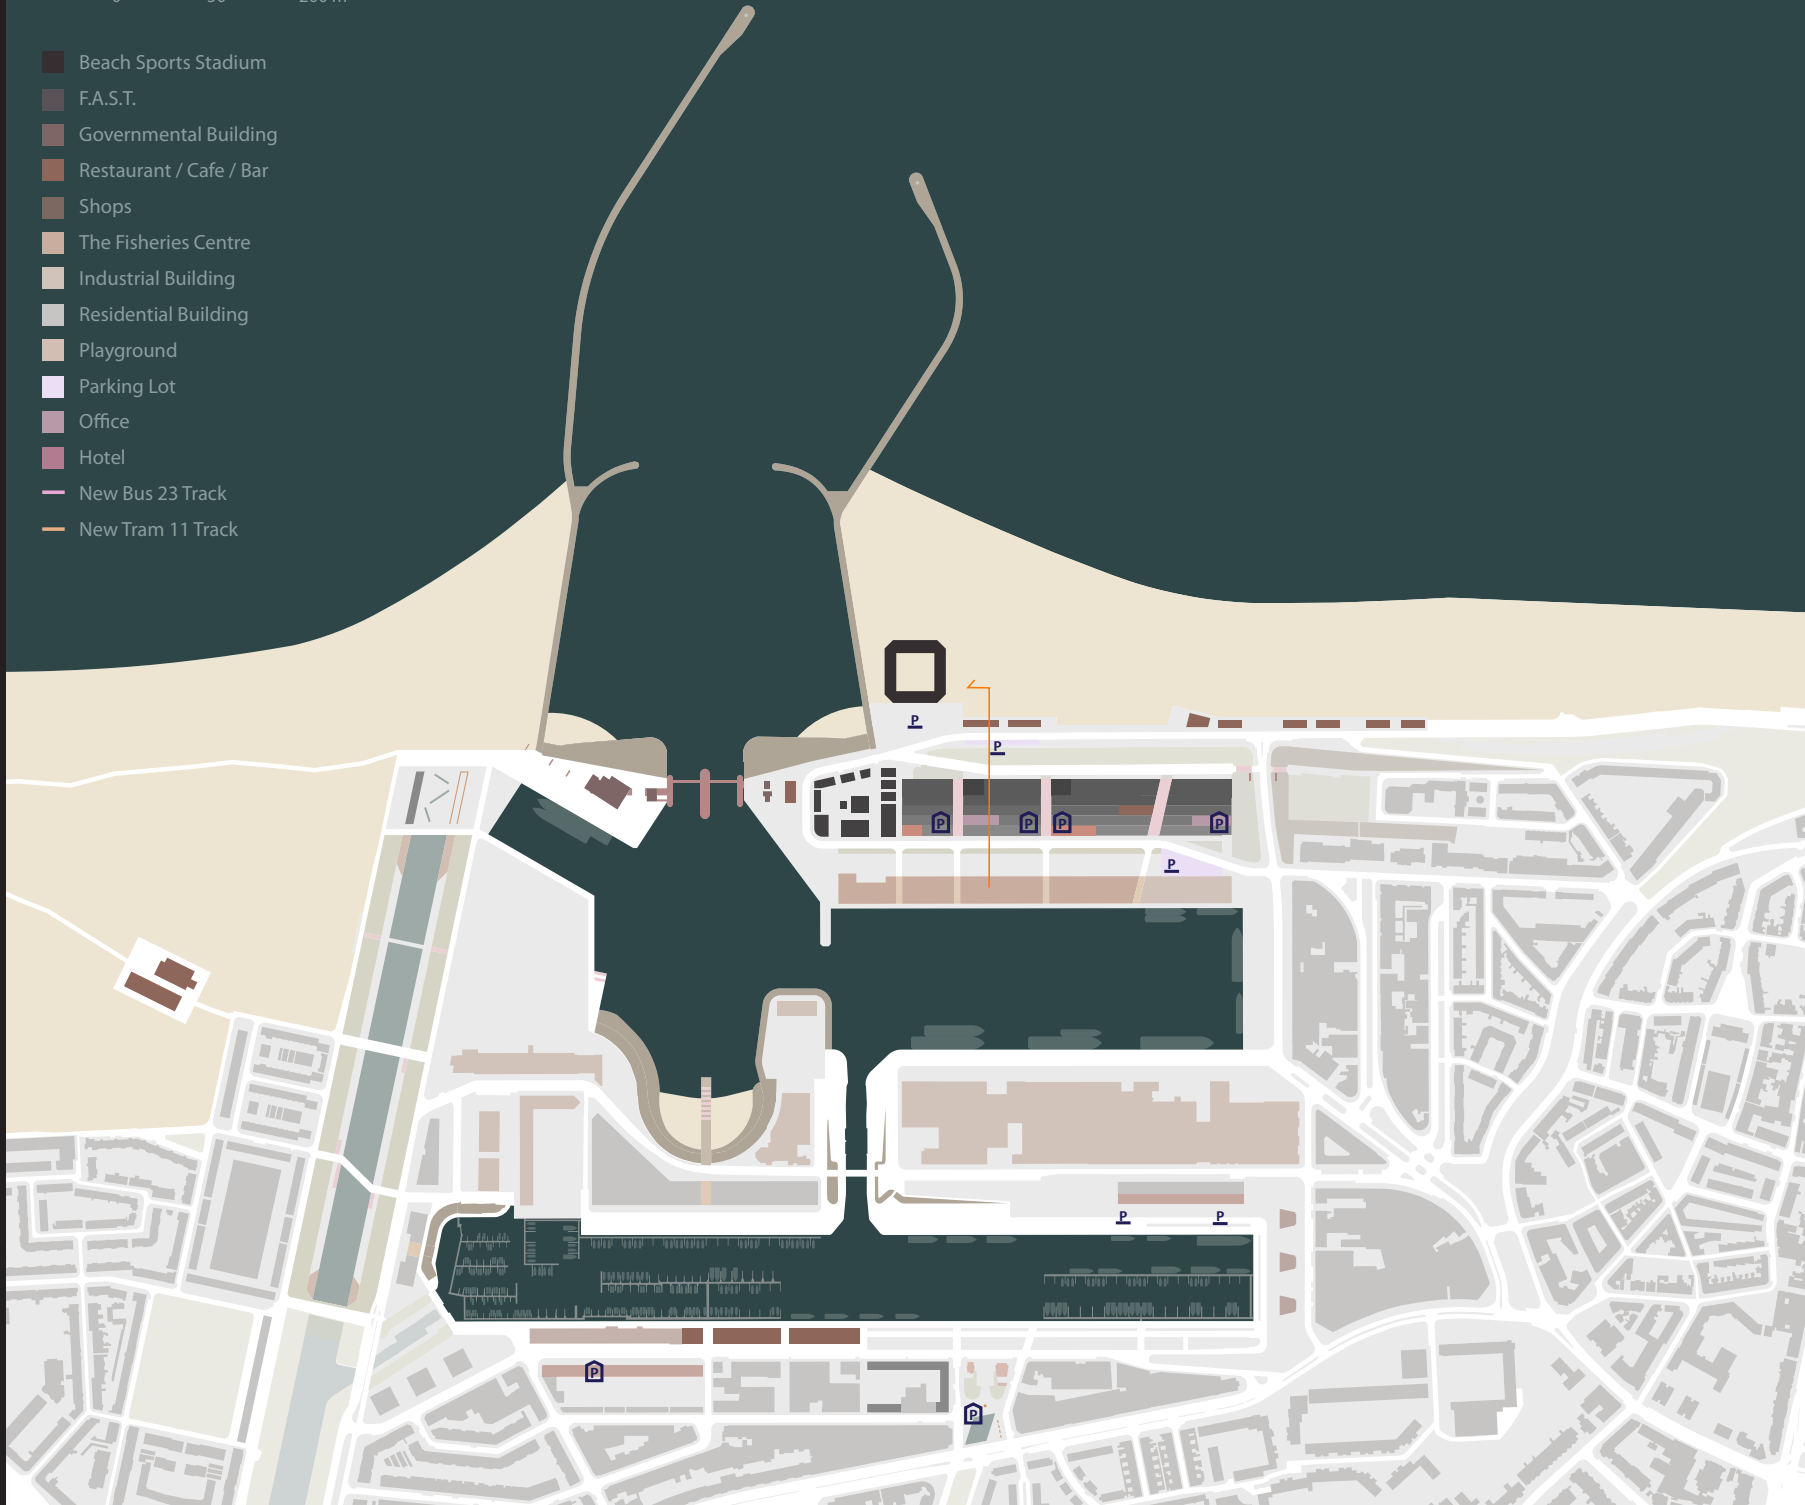 Beach Sports Stadium
F.A.S.T.
Governmental Building
Restaurant / Cafe / Bar
Shops
The Fisheries Centre
Industrial Building
Residential Building
Playground
Parking Lot
Office
Hotel
New Bus 23 Track
New Tram 11 Track
P
P
P
P
P
P
P
P
P
P
P